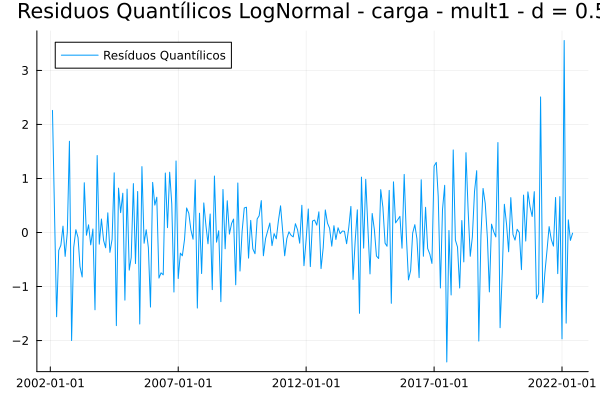 Resíduos Quantílicos LogNormal - carga - mult1 - d = 0.5
Resíduos Quantílicos
3
2
1
0
−1
−2
2002-01-01 2007-01-01 2012-01-01 2017-01-01 2022-01-01